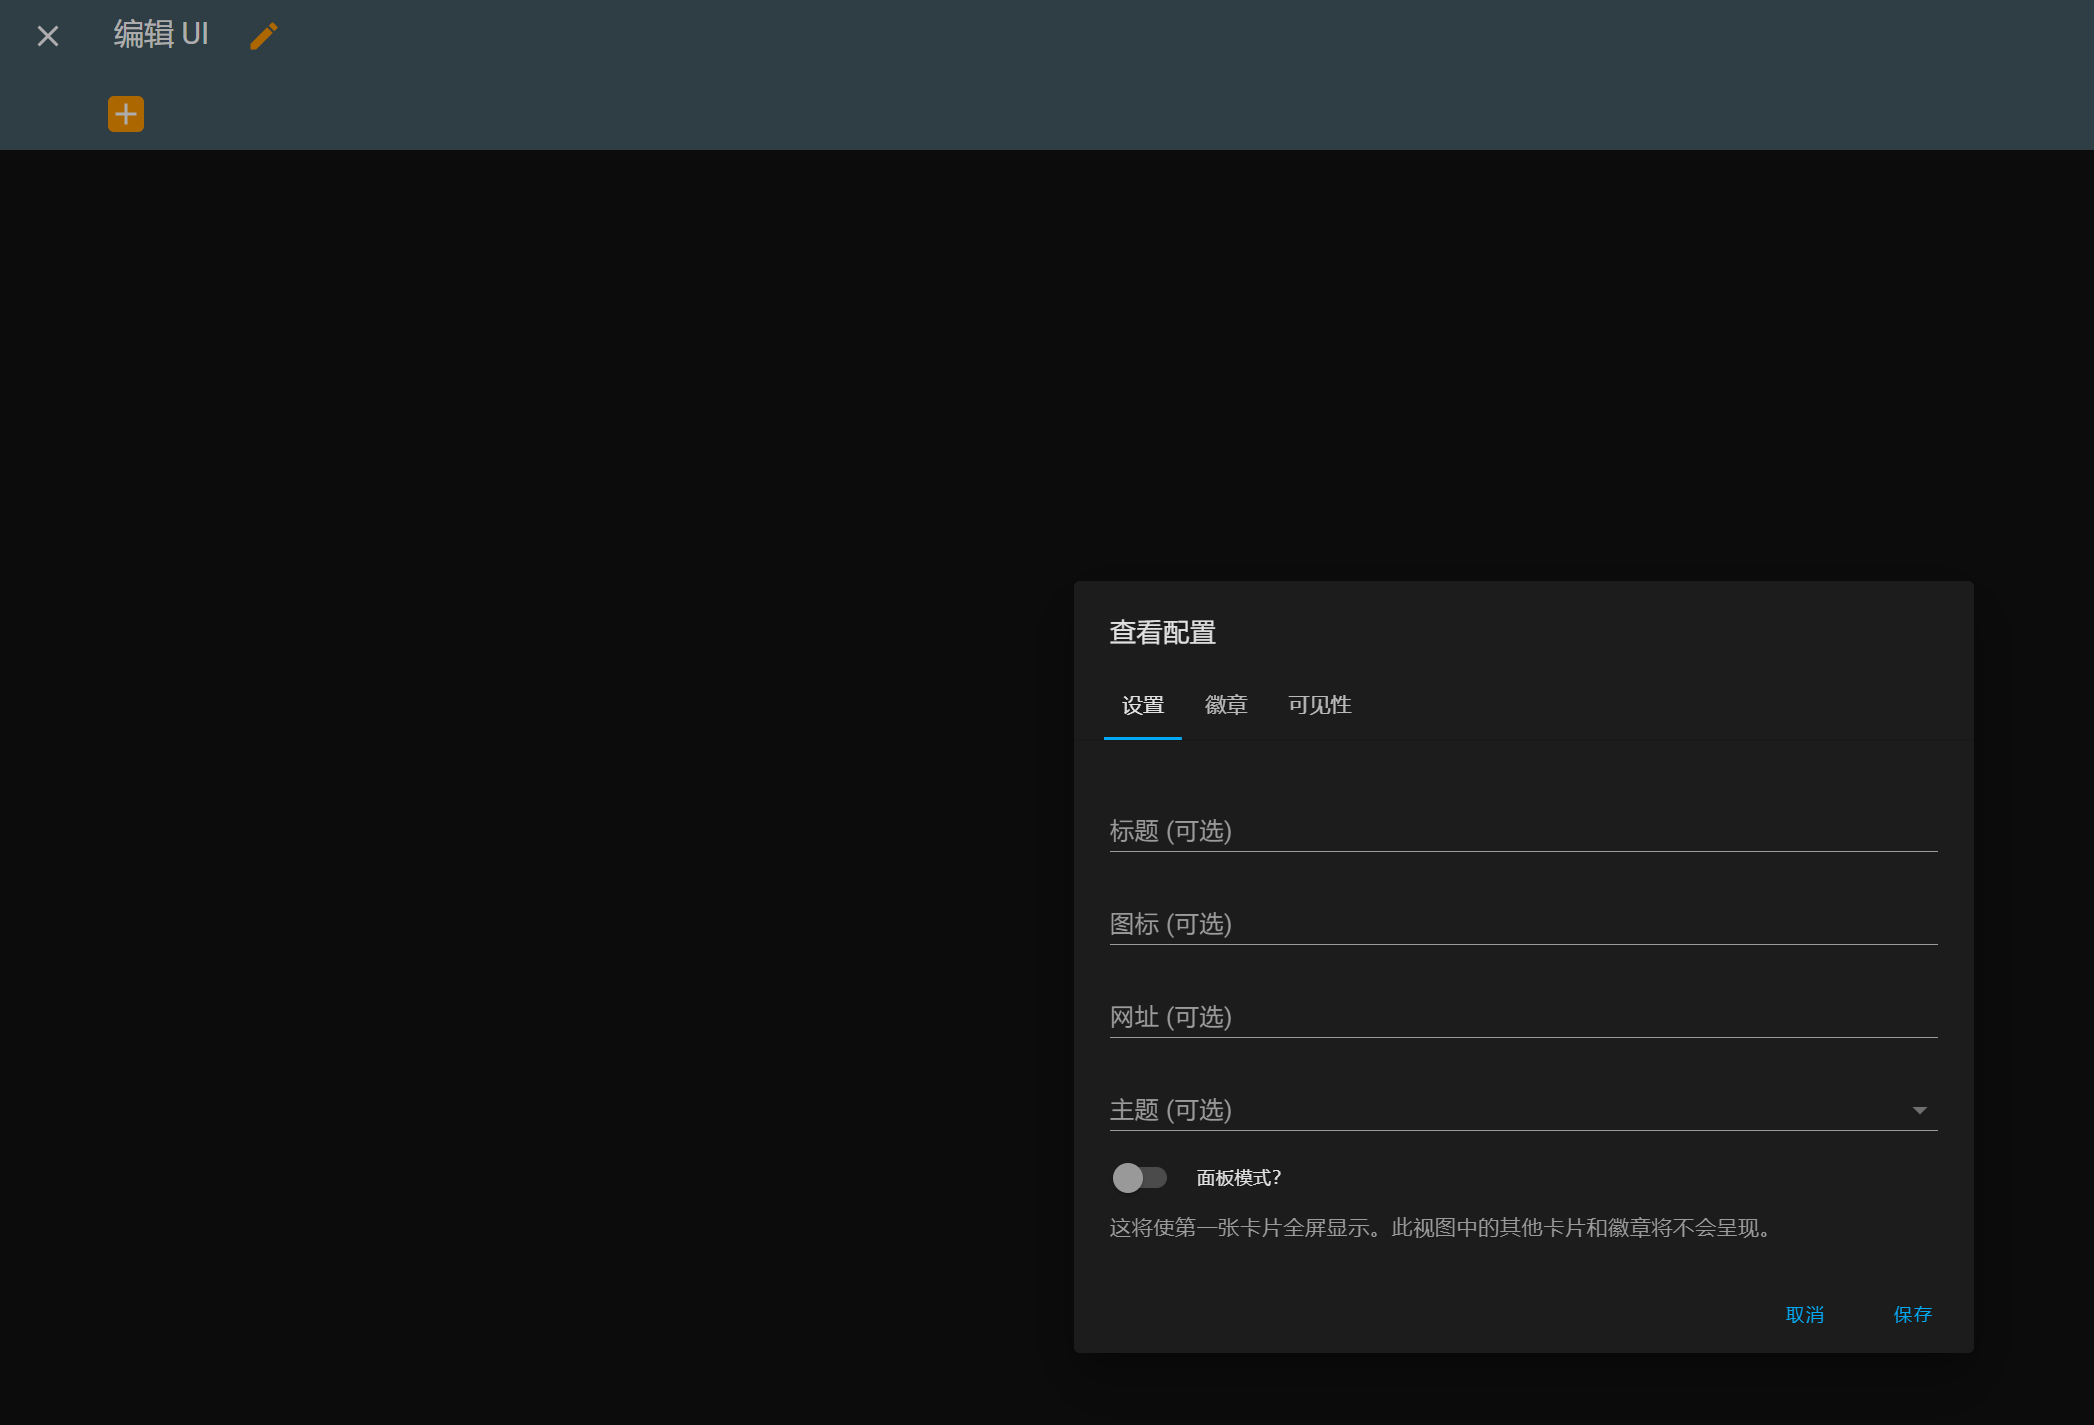 编辑 UI
查看配置
设置 徽章 可见性
标题 (可选)
图标 (可选)
网址 (可选)
主题 (可选)
面板模式?
这将使第一张卡片全屏显示。此视图中的其他卡片和徽章将不会呈现。
取消 保存